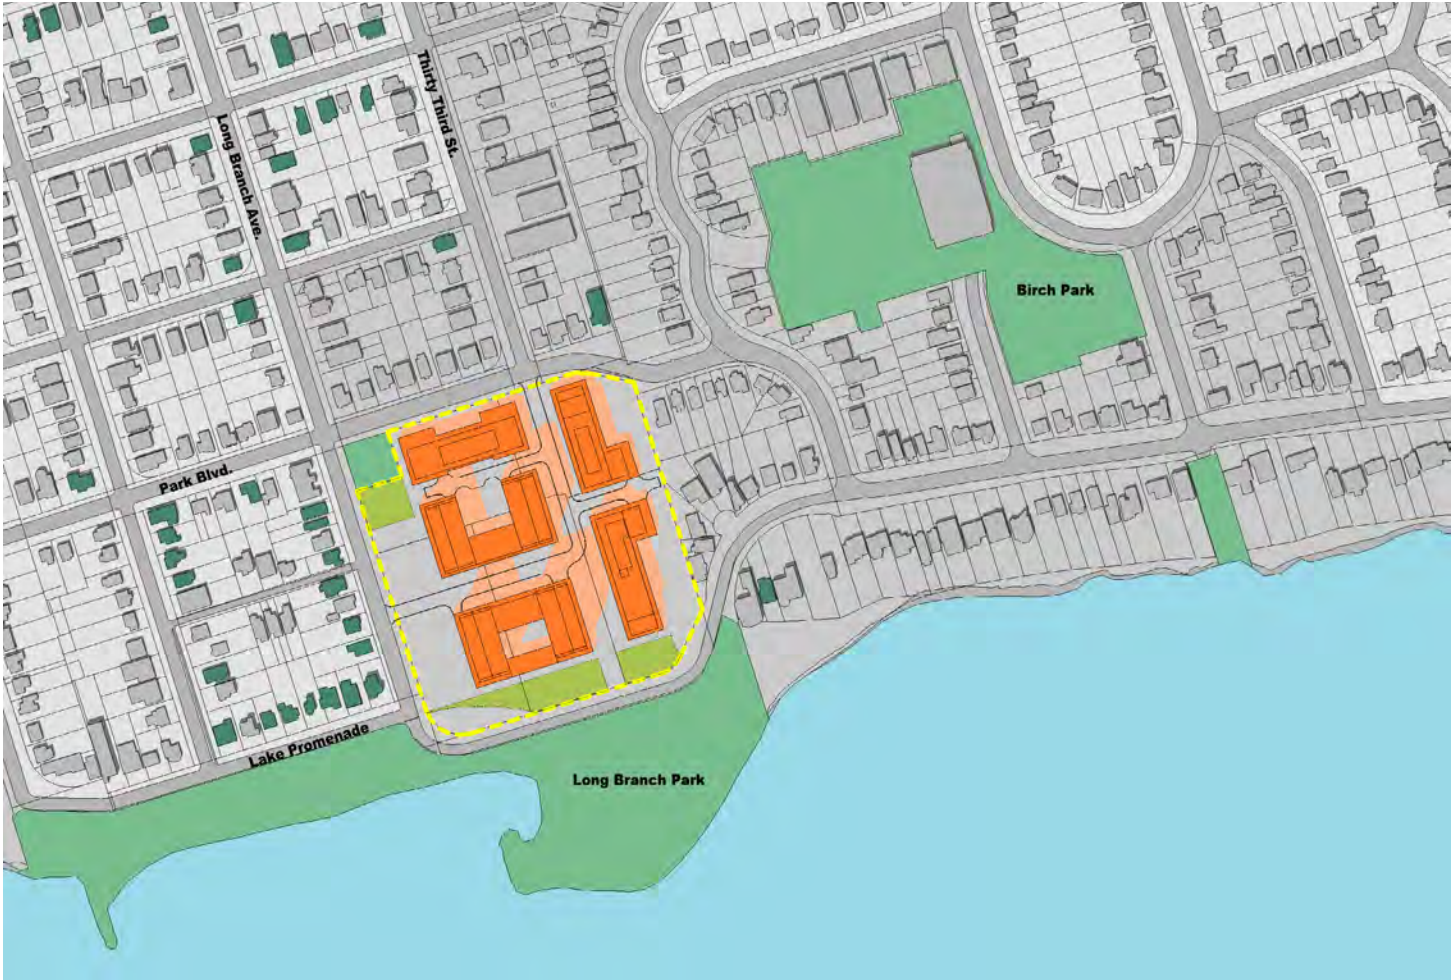 Thirty Third St.
Long Branch Ave.
Birch Park
Park Blvd.
Lake Promenade
Long Branch Park